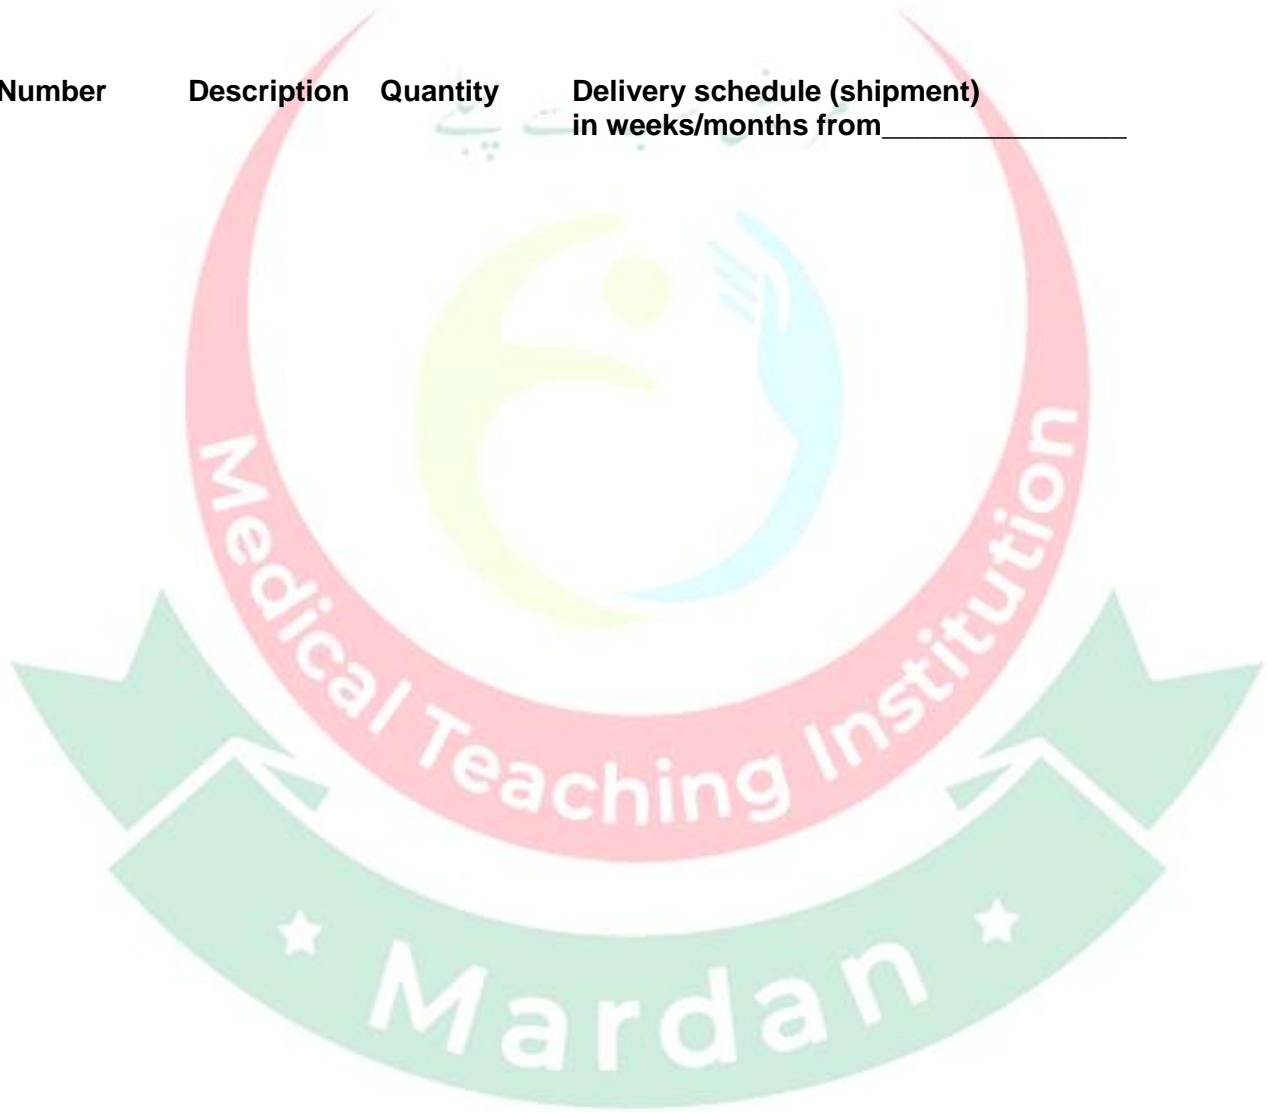 Number Description Quantity Delivery schedule (shipment)
in weeks/months from_______________
Medical Teaching Institution
Mardan